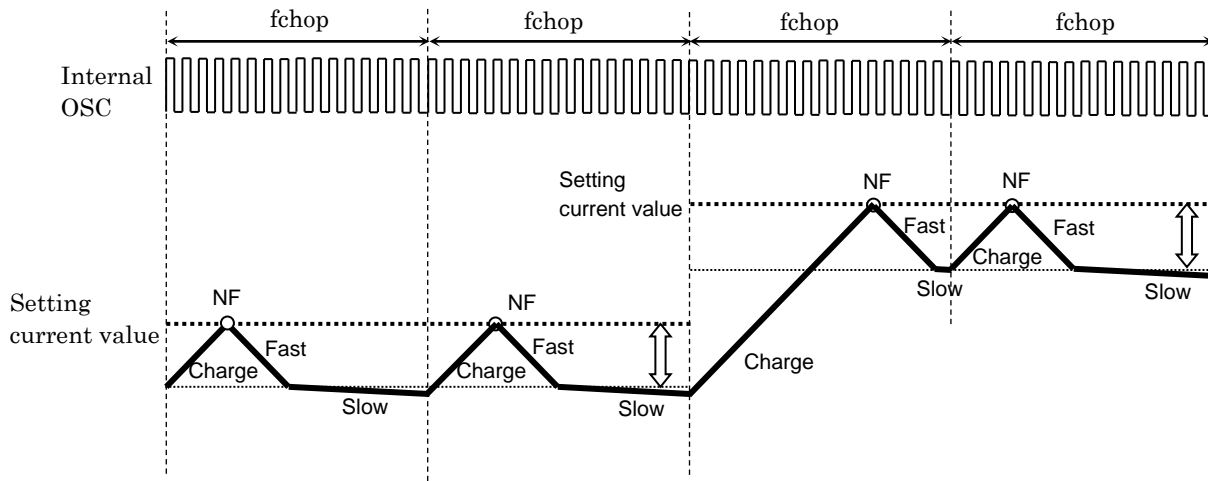 fchop fchop fchop fchop
Internal
OSC
Setting
current value
NF NF
Fast
Charge
Fast
Charge
Slow
Slow
Setting
current value
NF
Fast
Charge
Slow
NF
Fast
Charge
Slow